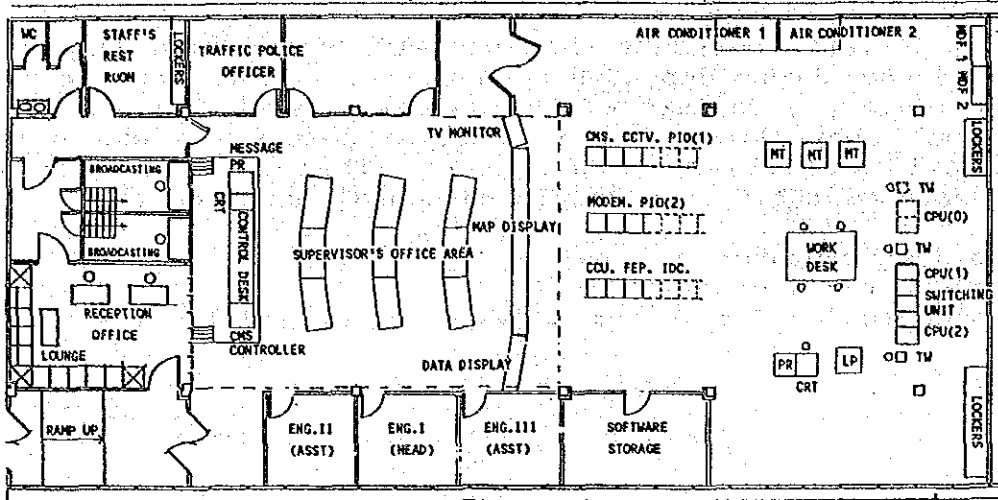 WC
STAFF'S
REST
ROOM
LOCKERS
TRAFFIC POLICE
OFFICER
AIR CONDITIONER 1
AIR CONDITIONER 2
MDF 1
MDF 2
LOCKERS
TV MONITOR
MESSAGE
PR
CRT
CONTROL DESK
CMS
CONTROLLER
BROADCASTING
BROADCASTING
SUPERVISOR'S OFFICE AREA
MAP DISPLAY
DATA DISPLAY
CMS. CCTV. PIO(1)
MODEM. PIO(2)
CCU. FEP. IDC.
MT
MT
MT
TW
CPU(0)
TW
WORK
DESK
CPU(1)
SWITCHING
UNIT
CPU(2)
TW
PR
LP
CRT
RECEPTION
OFFICE
LOUNGE
RAMP UP
ENG.II
(ASST)
ENG.I
(HEAD)
ENG.III
(ASST)
SOFTWARE
STORAGE
LOCKERS